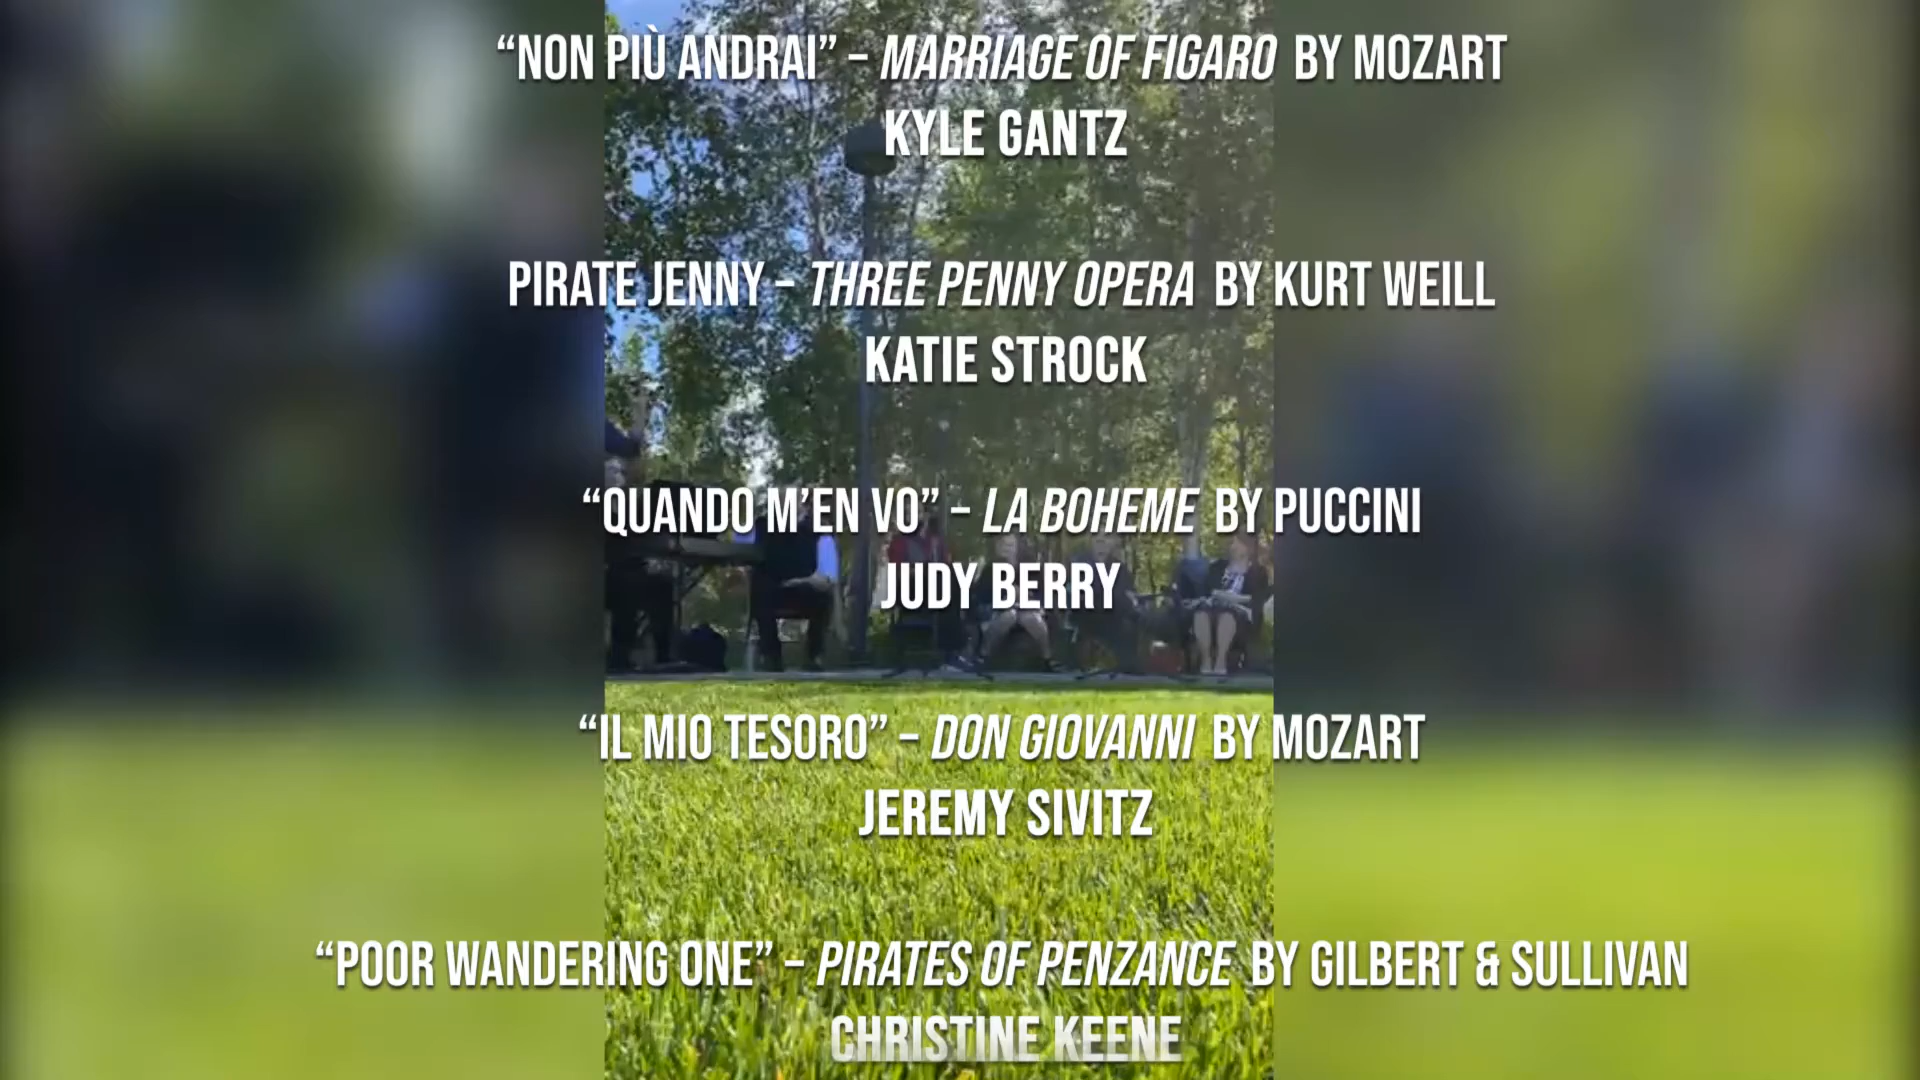 “NON PIÙ ANDRAI” – MARRIAGE OF FIGARO BY MOZART
KYLE GANTZ
PIRATE JENNY – THREE PENNY OPERA BY KURT WEILL
KATIE STROCK
“QUANDO M’EN VO” – LA BOHEME BY PUCCINI
JUDY BERRY
“IL MIO TESORO” – DON GIOVANNI BY MOZART
JEREMY SIVITZ
“POOR WANDERING ONE” – PIRATES OF PENZANCE BY GILBERT & SULLIVAN
CHRISTINE KEENE